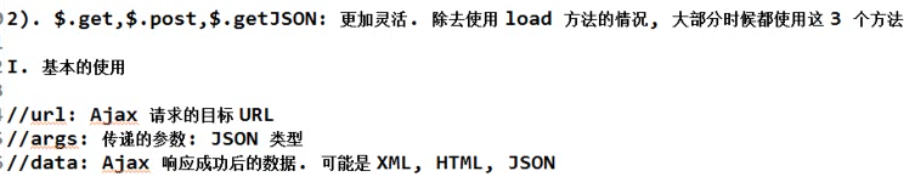 2). $.get,$.post,$.getJSON: 更加灵活. 除去使用 load 方法的情况, 大部分时候都使用这 3 个方法
I. 基本的使用
//url: Ajax 请求的目标 URL
//args: 传递的参数: JSON 类型
//data: Ajax 响应成功后的数据. 可能是 XML, HTML, JSON